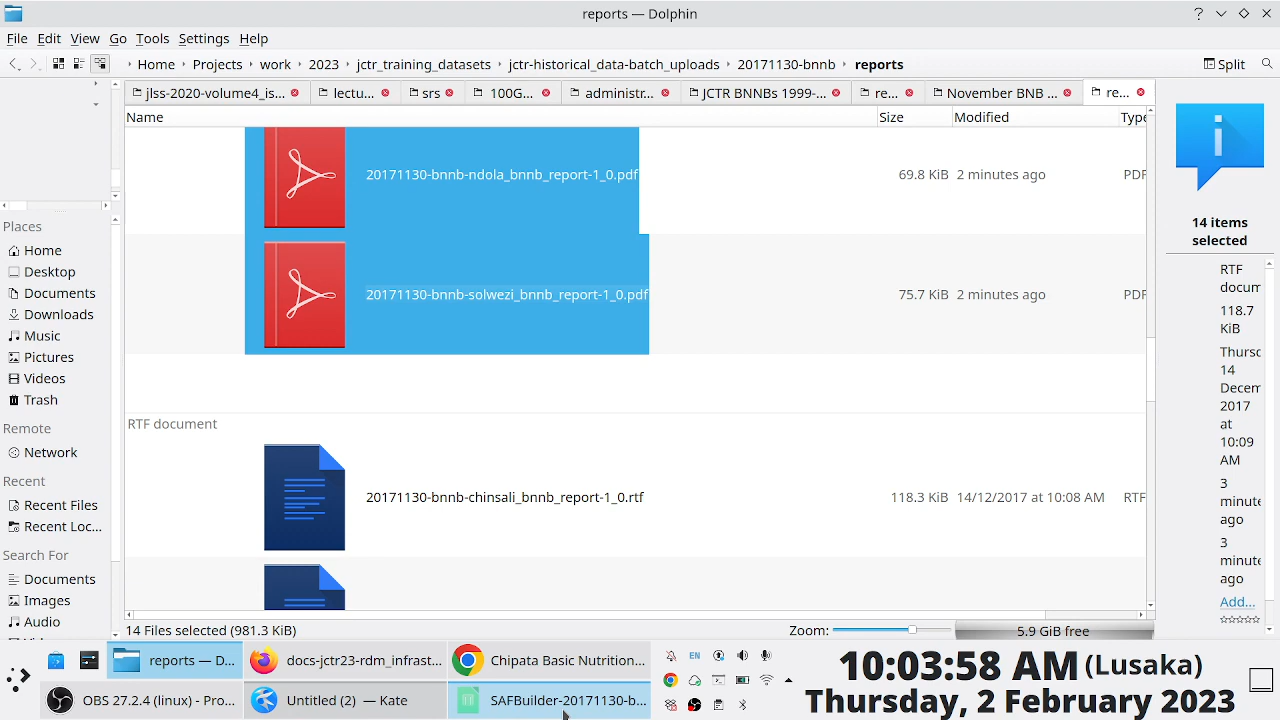 reports — Dolphin
File Edit View Go Tools Settings Help
Home Projects work 2023 jctr_training_datasets jctr-historical_data-batch_uploads 20171130-bnnb reports Split
jlss-2020-volume4_is... lectu... srs 100G... administr... JCTR BNNBs 1999-... re... November BNB ... re...
Name Size Modified Type
20171130-bnnb-ndola_bnnb_report-1_0.pdf 69.8 KiB 2 minutes ago PDF
20171130-bnnb-solwezi_bnnb_report-1_0.pdf 75.7 KiB 2 minutes ago PDF
RTF document
20171130-bnnb-chinsali_bnnb_report-1_0.rtf 118.3 KiB 14/12/2017 at 10:08 AM RTF
Places
Home
Desktop
Documents
Downloads
Music
Pictures
Videos
Trash
Remote
Network
Recent
Recent Files
Recent Loc...
Search For
Documents
Images
Audio
14 items
selected
RTF
docum
118.7
KiB
Thursd
14
Decem
2017
at
10:09
AM
3
minute
ago
3
minute
ago
Add...
14 Files selected (981.3 KiB) Zoom: 5.9 GiB free
reports — D... docs-jctr23-rdm_infrast... Chipata Basic Nutrition...
OBS 27.2.4 (linux) - Pro... Untitled (2) — Kate SAFBuilder-20171130-b...
EN
10:03:58 AM (Lusaka)
Thursday, 2 February 2023